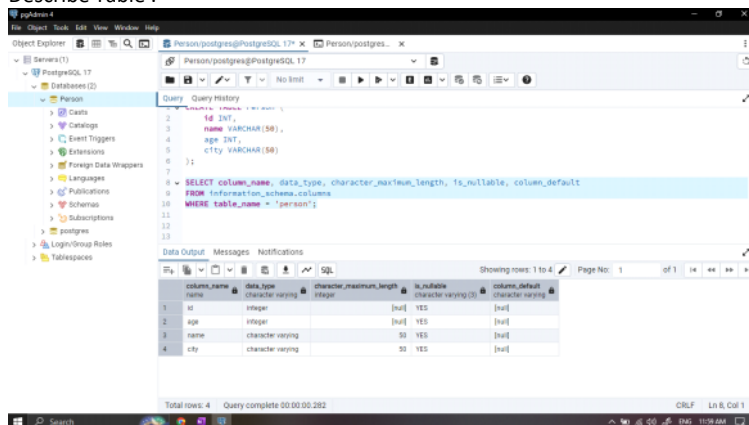 Describe Table :
pgAdmin 4
File Object Tools Edit View Window Help
Object Explorer
Person/postgres@PostgreSQL 17* x
Person/postgres... x
Servers (1)
PostgreSQL 17
Databases (2)
Person
Casts
Catalogs
Event Triggers
Extensions
Foreign Data Wrappers
Languages
Publications
Schemas
Subscriptions
postgres
Login/Group Roles
Tablespaces
Person/postgres@PostgreSQL 17
No limit
Query Query History
1 CREATE TABLE Person (
2 id INT,
3 name VARCHAR(50),
4 age INT,
5 city VARCHAR(50)
6 );
7
8 SELECT column_name, data_type, character_maximum_length, is_nullable, column_default
9 FROM information_schema.columns
10 WHERE table_name = 'person';
11
12
13
Data Output Messages Notifications
SQL
Showing rows: 1 to 4 Page No: 1 of 1
column_name name data_type character varying character_maximum_length integer is_nullable character varying (3) column_default character varying
1 id integer [null] YES [null]
2 age integer [null] YES [null]
3 name character varying 50 YES [null]
4 city character varying 50 YES [null]
Total rows: 4 Query complete 00:00:00.282 CRLF Ln 8, Col 1
Search ENG 11:59 AM